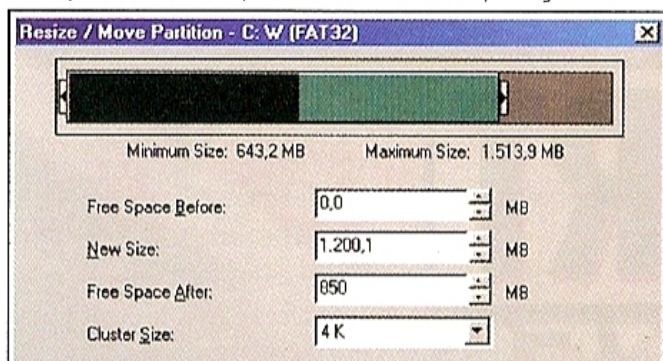 Resize / Move Partition - C: W (FAT32)
Minimum Size: 643,2 MB Maximum Size: 1.513,9 MB
Free Space Before: 0,0 MB
New Size: 1.200,1 MB
Free Space After: 850 MB
Cluster Size: 4 K